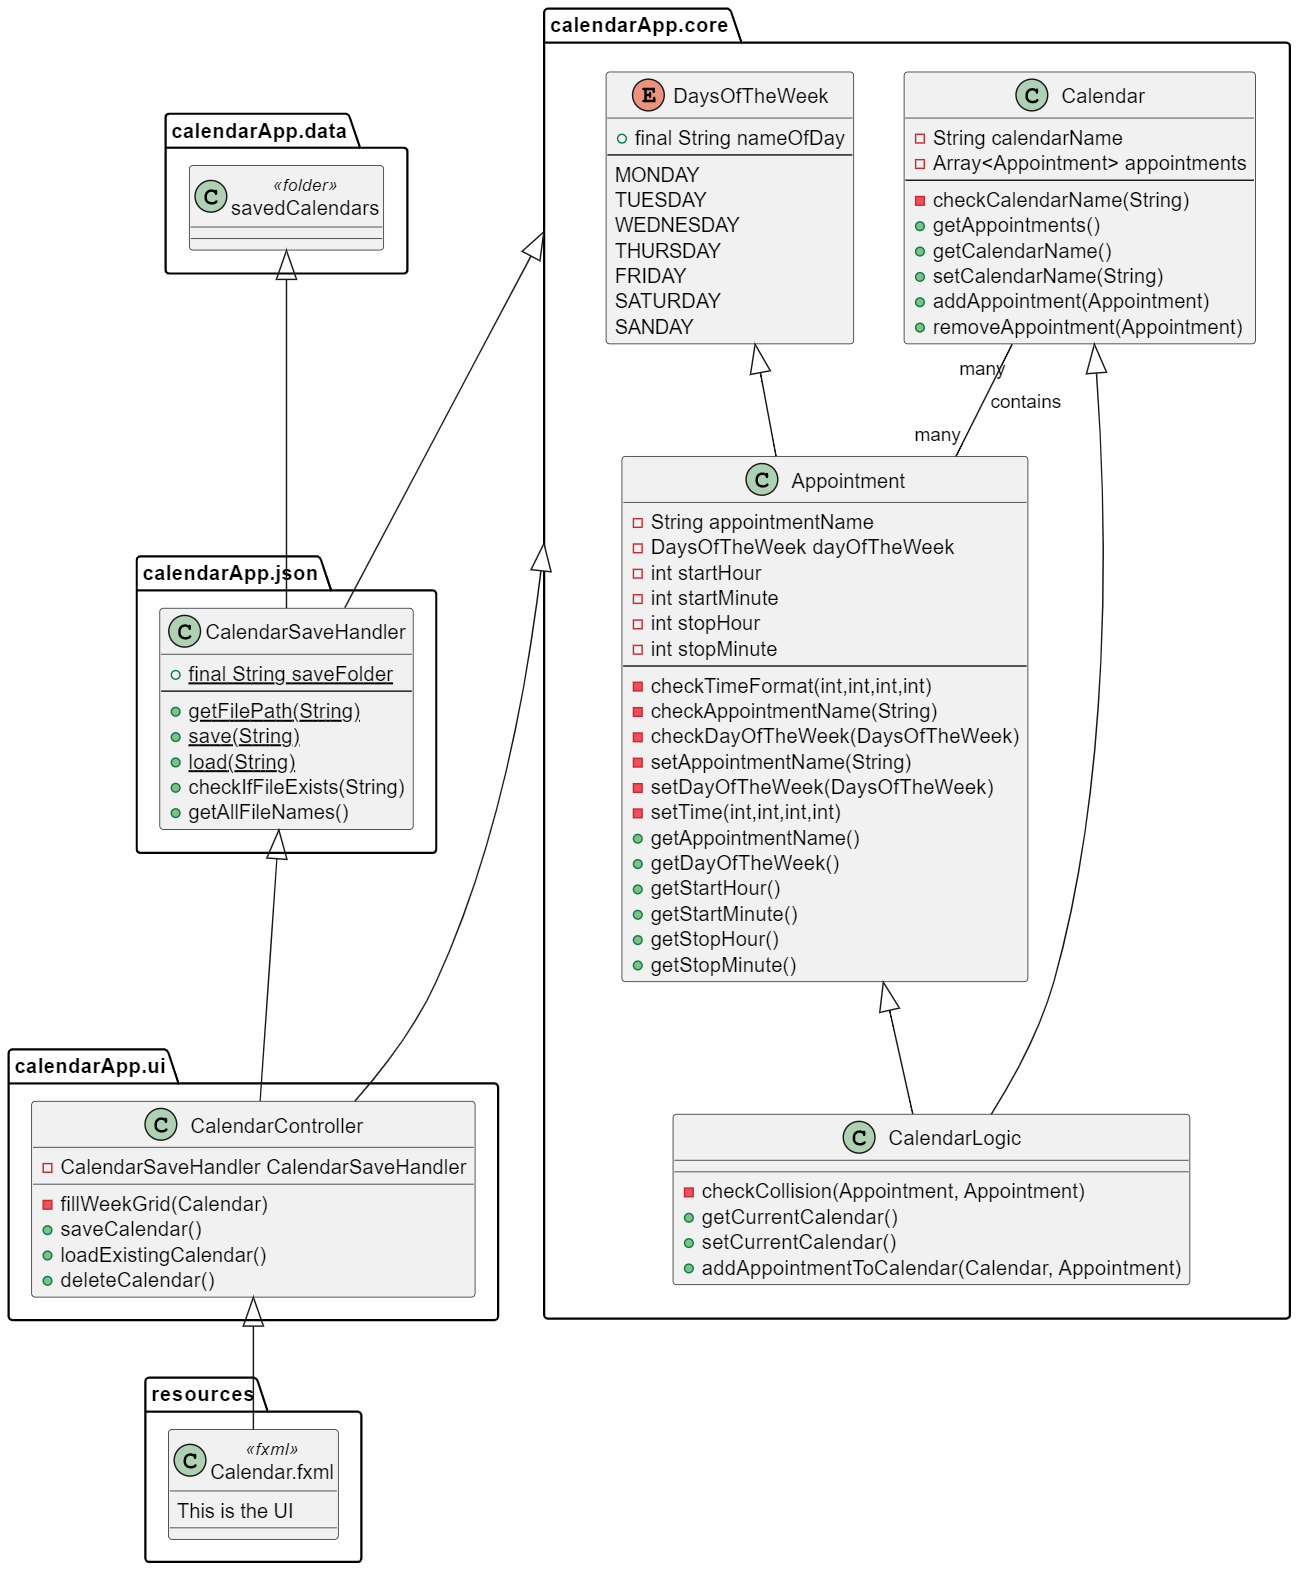 calendarApp.core
E DaysOfTheWeek
final String nameOfDay
MONDAY
TUESDAY
WEDNESDAY
THURSDAY
FRIDAY
SATURDAY
SANDAY
C Calendar
String calendarName
Array<Appointment> appointments
checkCalendarName(String)
getAppointments()
getCalendarName()
setCalendarName(String)
addAppointment(Appointment)
removeAppointment(Appointment)
calendarApp.data
C «folder»
savedCalendars
many
contains
many
C Appointment
String appointmentName
DaysOfTheWeek dayOfTheWeek
int startHour
int startMinute
int stopHour
int stopMinute
checkTimeFormat(int,int,int,int)
checkAppointmentName(String)
checkDayOfTheWeek(DaysOfTheWeek)
setAppointmentName(String)
setDayOfTheWeek(DaysOfTheWeek)
setTime(int,int,int,int)
getAppointmentName()
getDayOfTheWeek()
getStartHour()
getStartMinute()
getStopHour()
getStopMinute()
calendarApp.json
C CalendarSaveHandler
final String saveFolder
getFilePath(String)
save(String)
load(String)
checkIfFileExists(String)
getAllFileNames()
calendarApp.ui
C CalendarController
CalendarSaveHandler CalendarSaveHandler
fillWeekGrid(Calendar)
saveCalendar()
loadExistingCalendar()
deleteCalendar()
C CalendarLogic
checkCollision(Appointment, Appointment)
getCurrentCalendar()
setCurrentCalendar()
addAppointmentToCalendar(Calendar, Appointment)
resources
C «fxml»
Calendar.fxml
This is the UI